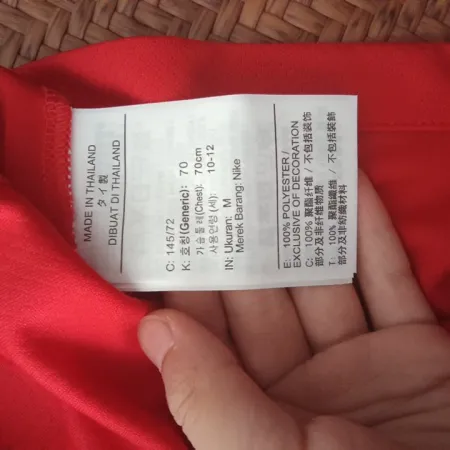 MADE IN THAILAND
タイ製
DIBUAT DI THAILAND
C: 145/72
K: 호칭(Generic): 70
가슴둘레(Chest): 70cm
사용연령 (세): 10-12
IN: Ukuran: M
Merek Barang: Nike
E: 100% POLYESTER /
EXCLUSIVE OF DECORATION
C: 100% 聚酯纤维 / 不包括装饰
部分及非纤维物质
T: 100% 聚酯纖維 / 不包括裝飾
部分及非紡織材料